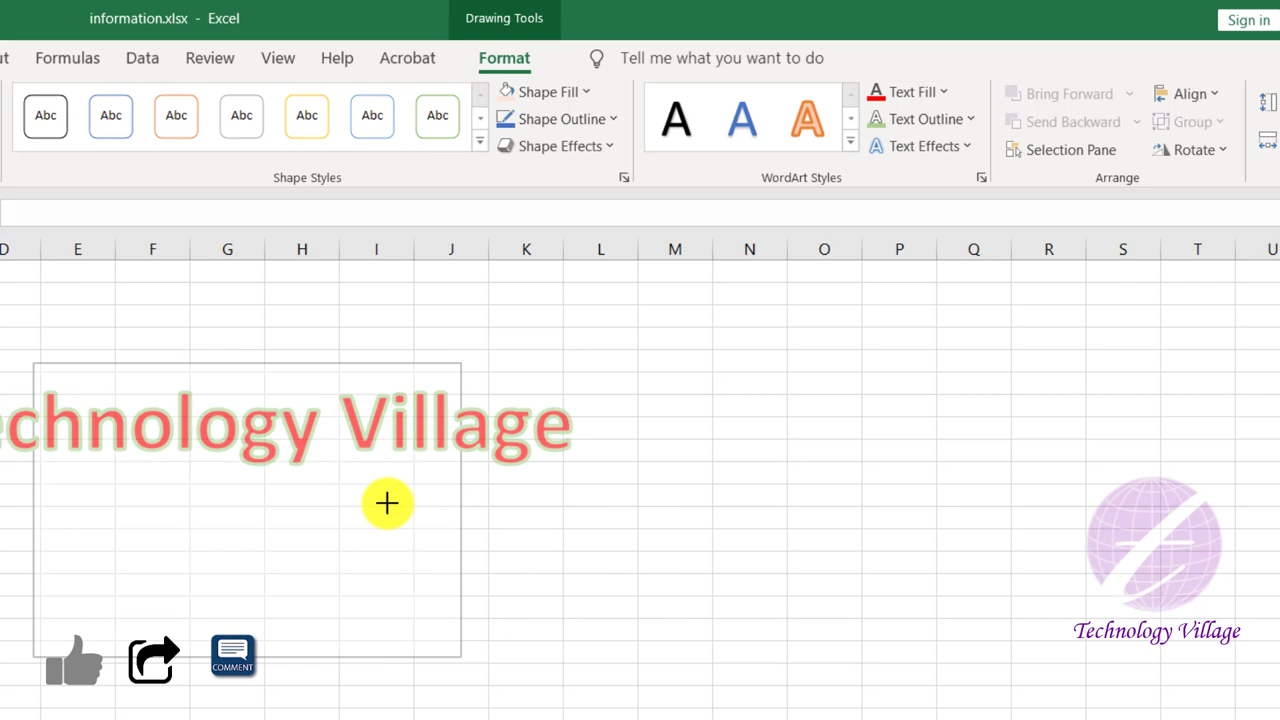 information.xlsx - Excel
Drawing Tools
Sign in
Formulas
Data
Review
View
Help
Acrobat
Format
Tell me what you want to do
Abc
Abc
Abc
Abc
Abc
Abc
Abc
Shape Fill
Shape Outline
Shape Effects
A
A
A
Text Fill
Text Outline
Text Effects
Bring Forward
Send Backward
Selection Pane
Align
Group
Rotate
Shape Styles
WordArt Styles
Arrange
D E F G H I J K L M N O P Q R S T U
echnology Village
Technology Village
COMMENT